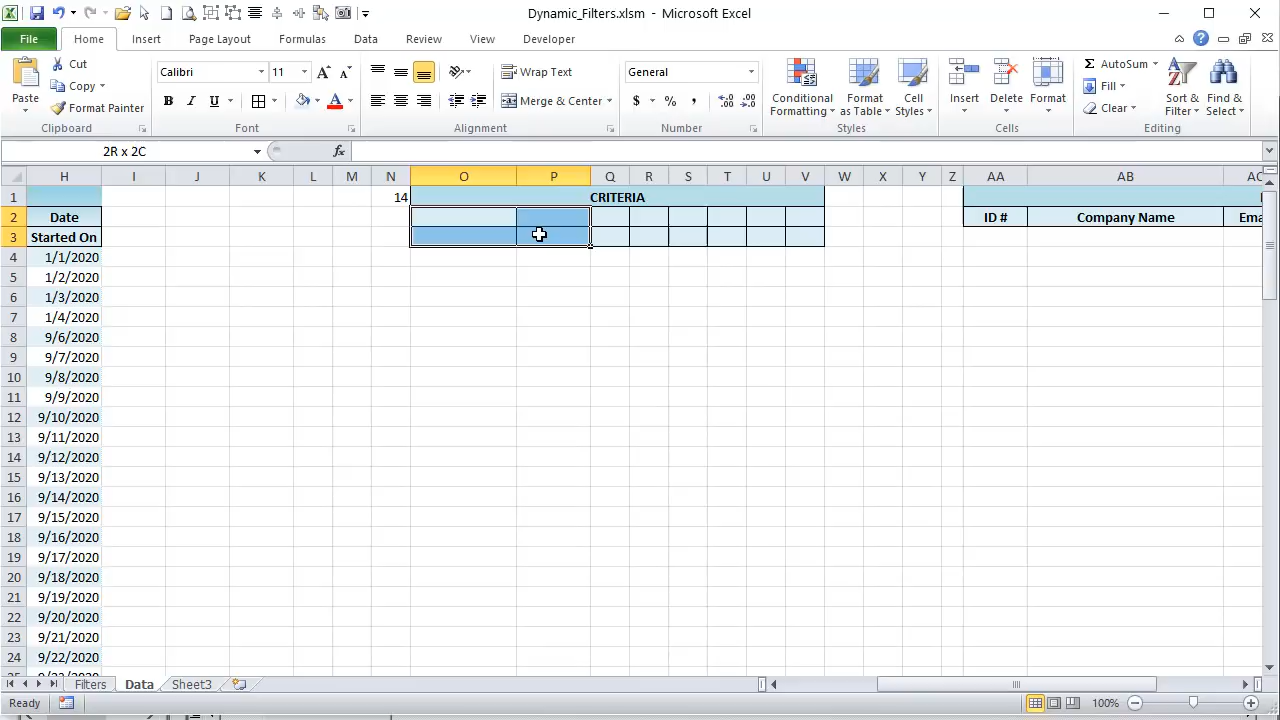 Dynamic_Filters.xlsm - Microsoft Excel
File Home Insert Page Layout Formulas Data Review View Developer
Cut
Copy
Format Painter
Paste
Clipboard
Calibri 11
B I U
Font
Wrap Text
Merge & Center
Alignment
General
$ % ,
Number
Conditional Formatting
Format as Table
Cell Styles
Styles
Insert Delete Format
Cells
AutoSum
Fill
Clear
Sort & Filter
Find & Select
Editing
2R x 2C fx
H I J K L M N O P Q R S T U V W X Y Z AA AB AC
1 14 CRITERIA
2 Date ID # Company Name Ema
3 Started On
4 1/1/2020
5 1/2/2020
6 1/3/2020
7 1/4/2020
8 9/6/2020
9 9/7/2020
10 9/8/2020
11 9/9/2020
12 9/10/2020
13 9/11/2020
14 9/12/2020
15 9/13/2020
16 9/14/2020
17 9/15/2020
18 9/16/2020
19 9/17/2020
20 9/18/2020
21 9/19/2020
22 9/20/2020
23 9/21/2020
24 9/22/2020
Filters Data Sheet3
Ready 100%